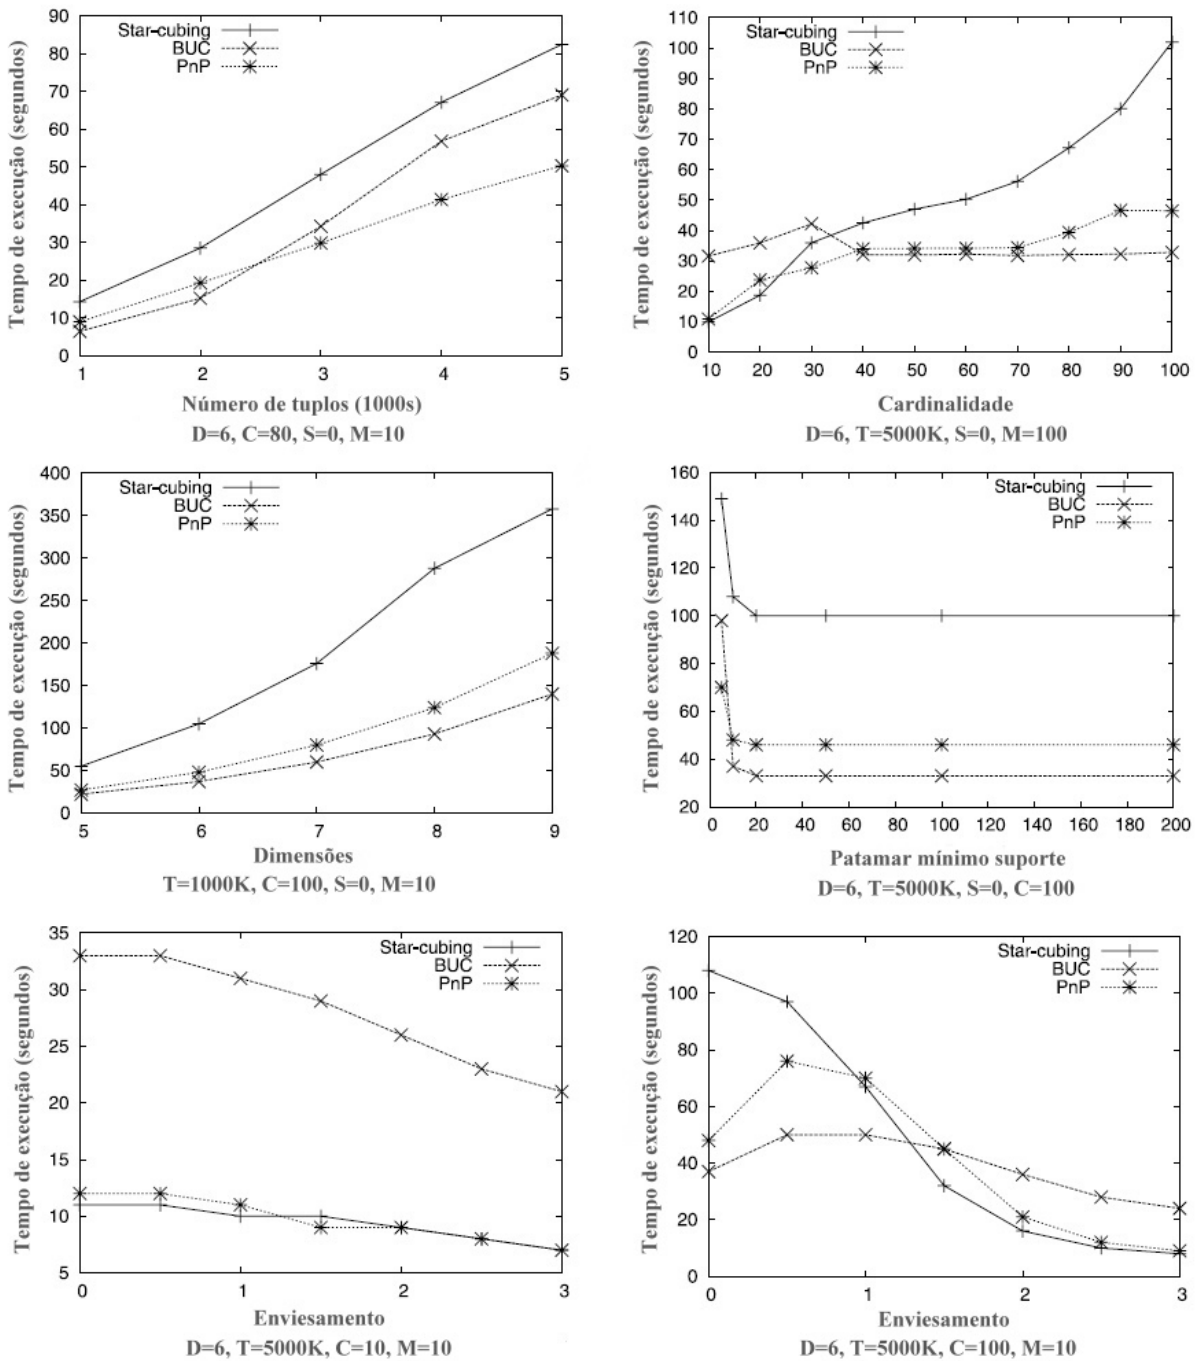 Tempo de execução (segundos)
90
80
70
60
50
40
30
20
10
0
Star-cubing
BUC
PnP
1 2 3 4 5
Número de tuplos (1000s)
D=6, C=80, S=0, M=10
Tempo de execução (segundos)
110
100
90
80
70
60
50
40
30
20
10
0
Star-cubing
BUC
PnP
10 20 30 40 50 60 70 80 90 100
Cardinalidade
D=6, T=5000K, S=0, M=100
Tempo de execução (segundos)
400
350
300
250
200
150
100
50
0
Star-cubing
BUC
PnP
5 6 7 8 9
Dimensões
T=1000K, C=100, S=0, M=10
Tempo de execução (segundos)
160
140
120
100
80
60
40
20
Star-cubing
BUC
PnP
0 20 40 60 80 100 120 140 160 180 200
Patamar mínimo suporte
D=6, T=5000K, S=0, C=100
Tempo de execução (segundos)
35
30
25
20
15
10
5
Star-cubing
BUC
PnP
0 1 2 3
Enviesamento
D=6, T=5000K, C=10, M=10
Tempo de execução (segundos)
120
100
80
60
40
20
0
Star-cubing
BUC
PnP
0 1 2 3
Enviesamento
D=6, T=5000K, C=100, M=10